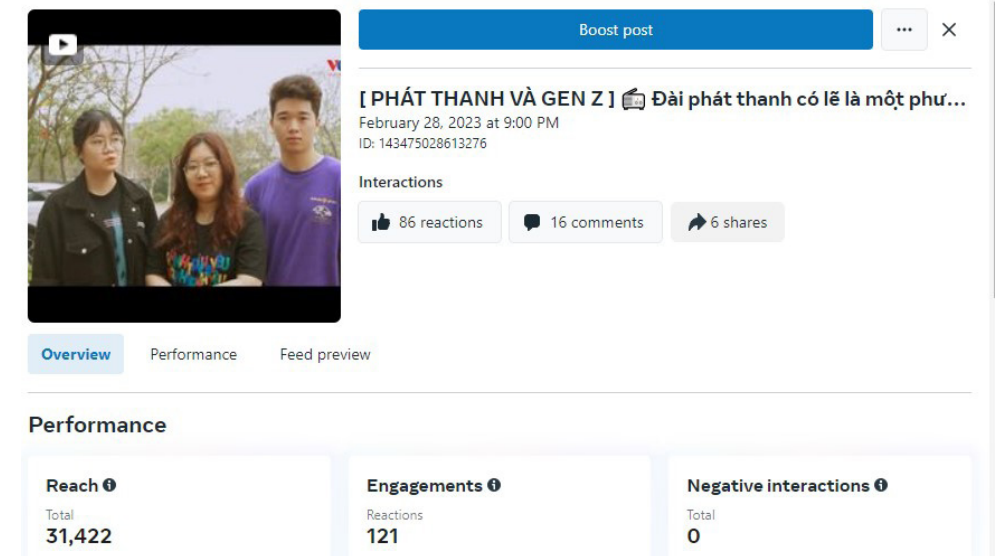 Boost post
[ PHÁT THANH VÀ GEN Z ] 📻 Đài phát thanh có lẽ là một phư...
February 28, 2023 at 9:00 PM
ID: 143475028613276
Interactions
86 reactions
16 comments
6 shares
Overview
Performance
Feed preview
Performance
Reach
Total
31,422
Engagements
Reactions
121
Negative interactions
Total
0